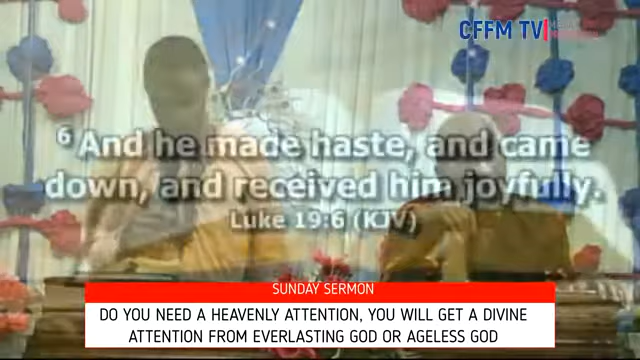 CFFM TV
6 And he made haste, and came
down, and received him joyfully.
Luke 19:6 (KJV)
SUNDAY SERMON
DO YOU NEED A HEAVENLY ATTENTION, YOU WILL GET A DIVINE
ATTENTION FROM EVERLASTING GOD OR AGELESS GOD